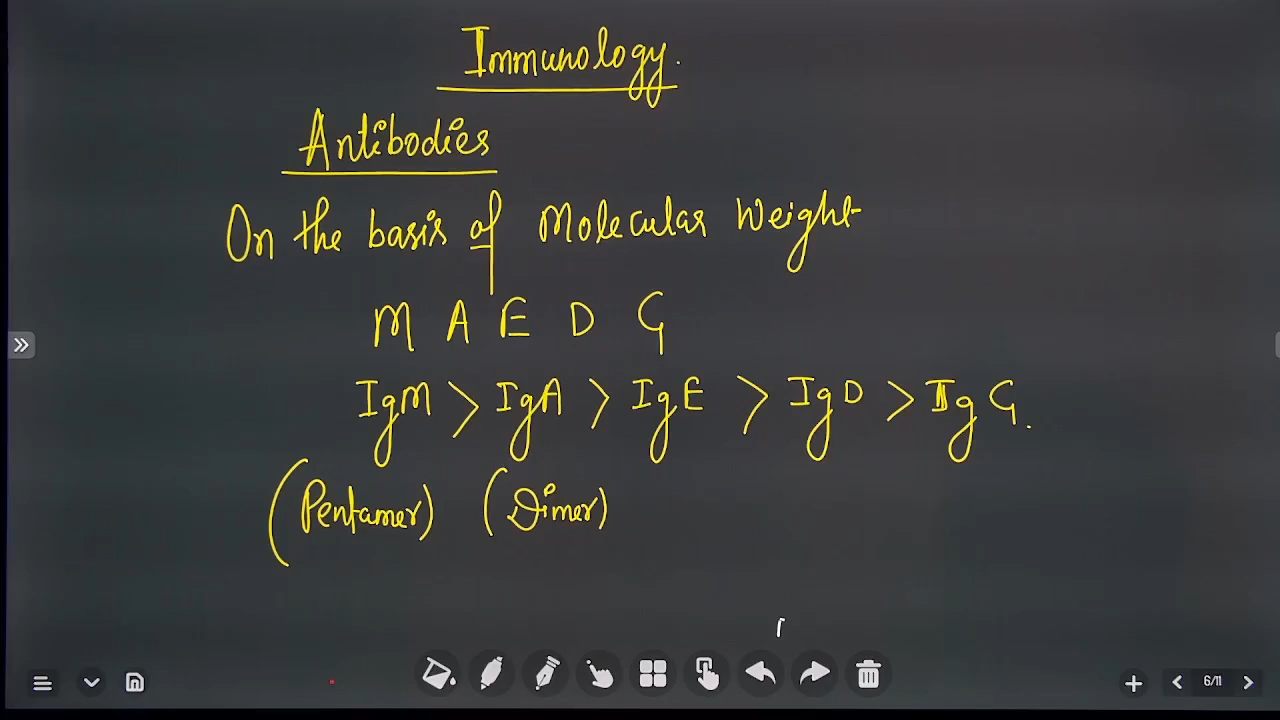 Immunology.
Antibodies
On the basis of Molecular Weight
M A E D G
IgM > IgA > IgE > IgD > IgG.
(Pentamer) (Dimer)
6/11